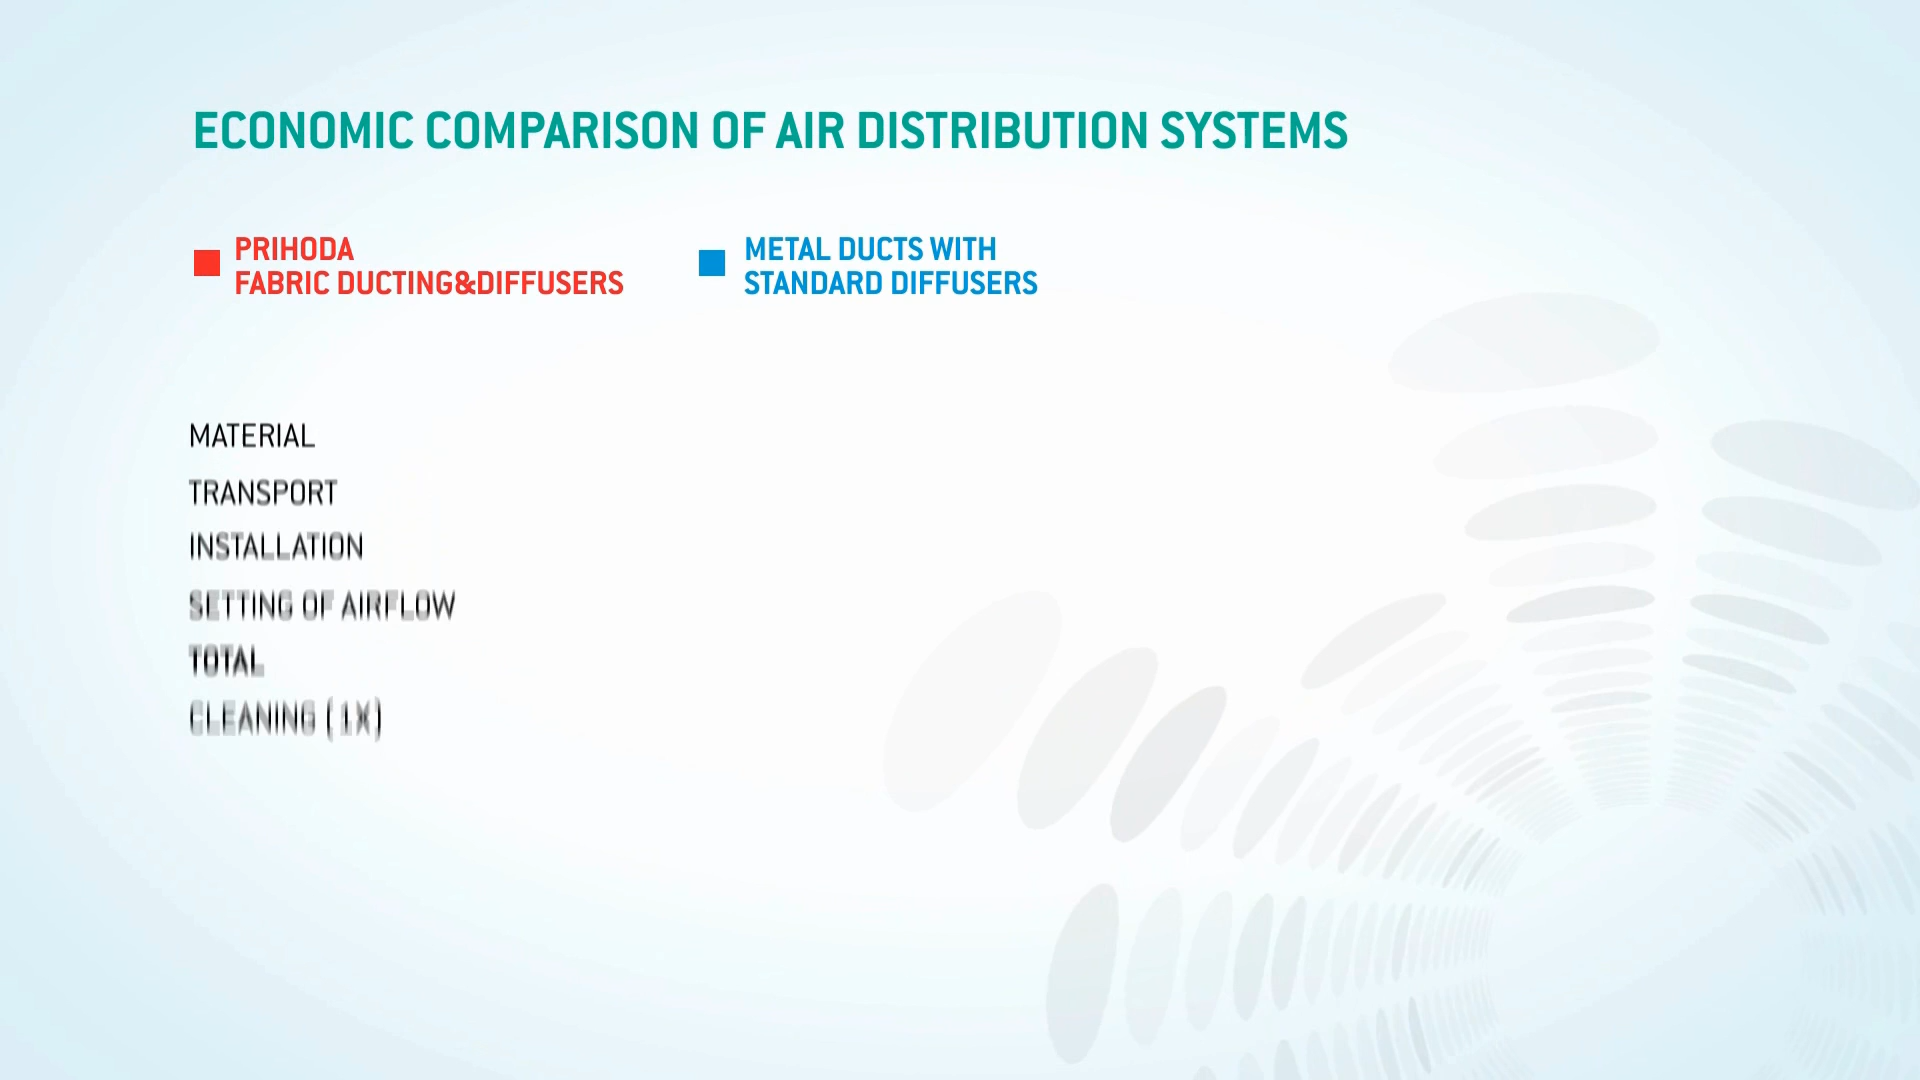 ECONOMIC COMPARISON OF AIR DISTRIBUTION SYSTEMS
PRIHODA
FABRIC DUCTING&DIFFUSERS
METAL DUCTS WITH
STANDARD DIFFUSERS
MATERIAL
TRANSPORT
INSTALLATION
SETTING OF AIRFLOW
TOTAL
CLEANING (1X)